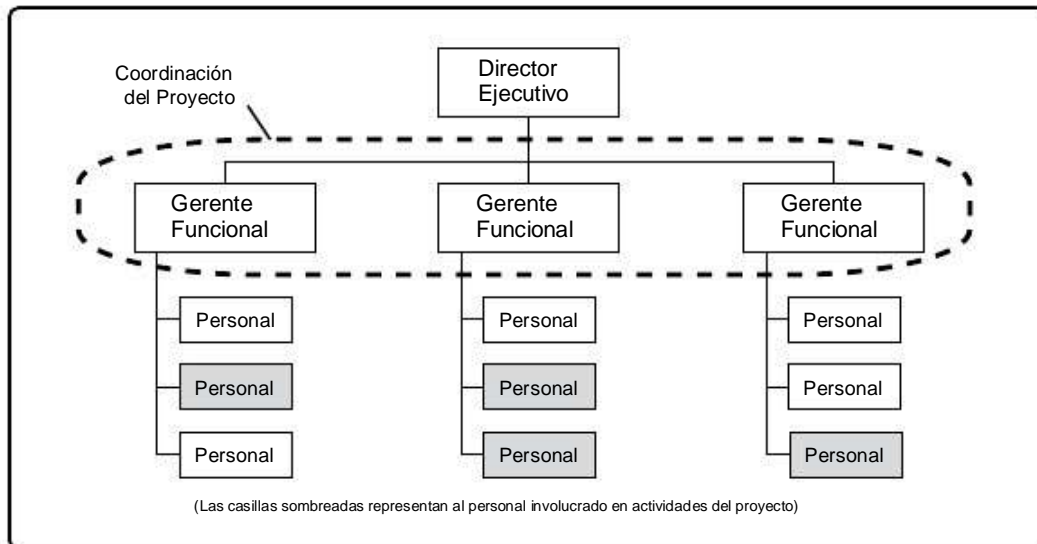 Coordinación
del Proyecto
Director
Ejecutivo
Gerente
Funcional
Gerente
Funcional
Gerente
Funcional
Personal
Personal
Personal
Personal
Personal
Personal
Personal
Personal
Personal
(Las casillas sombreadas representan al personal involucrado en actividades del proyecto)